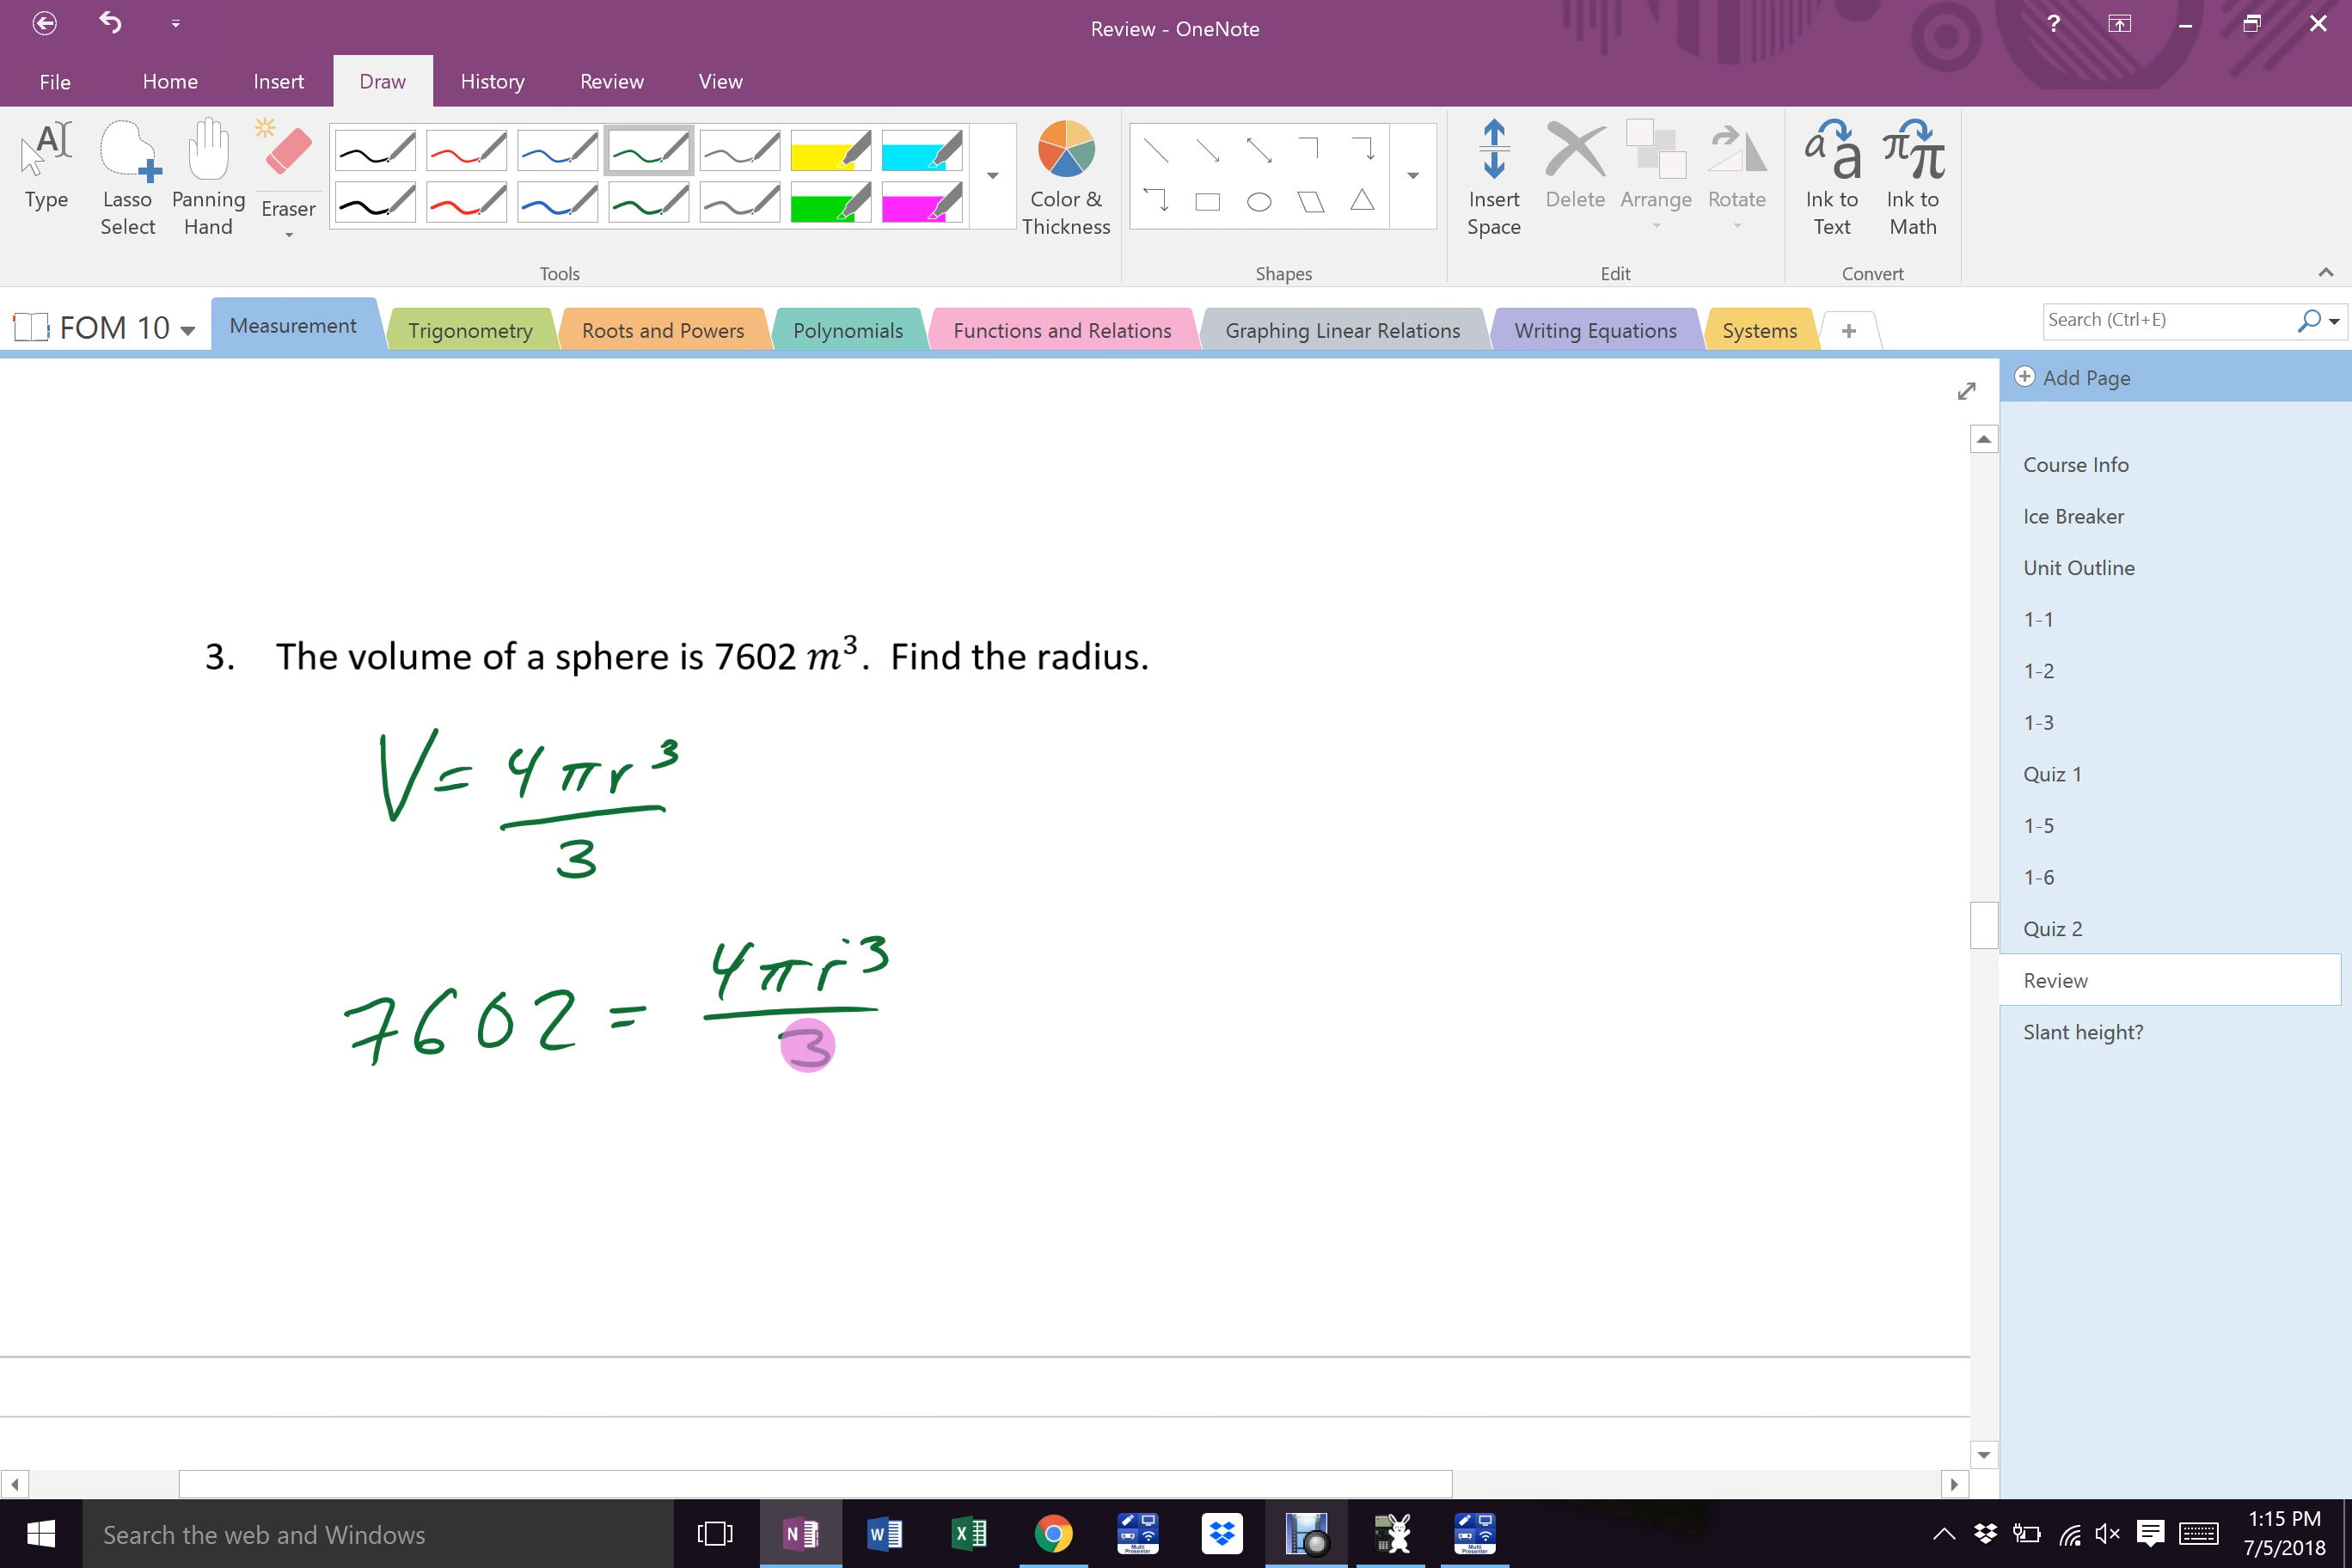 Review - OneNote
File Home Insert Draw History Review View
Type Lasso Select Panning Hand Eraser Color & Thickness Insert Space Delete Arrange Rotate Ink to Text Ink to Math
Tools Shapes Edit Convert
FOM 10 Measurement Trigonometry Roots and Powers Polynomials Functions and Relations Graphing Linear Relations Writing Equations Systems + Search (Ctrl+E)
Add Page
Course Info
Ice Breaker
Unit Outline
1-1
1-2
1-3
Quiz 1
1-5
1-6
Quiz 2
Review
Slant height?
3. The volume of a sphere is 7602 m³. Find the radius.
V = 4πr³
3
7602 = 4πr³
3
Search the web and Windows
1:15 PM
7/5/2018